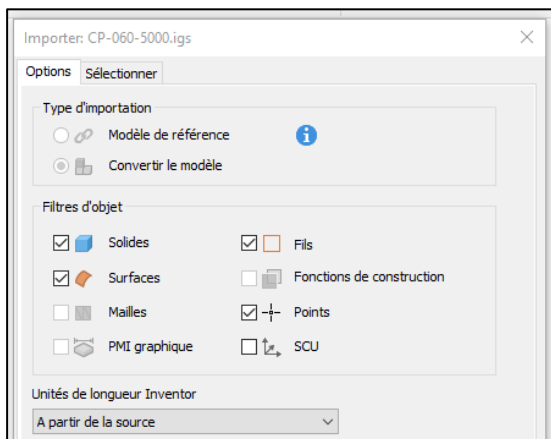 Importer: CP-060-5000.igs
Options Sélectionner
Type d'importation
Modèle de référence
Convertir le modèle
Filtres d'objet
Solides Fils
Surfaces Fonctions de construction
Mailles Points
PMI graphique SCU
Unités de longueur Inventor
A partir de la source